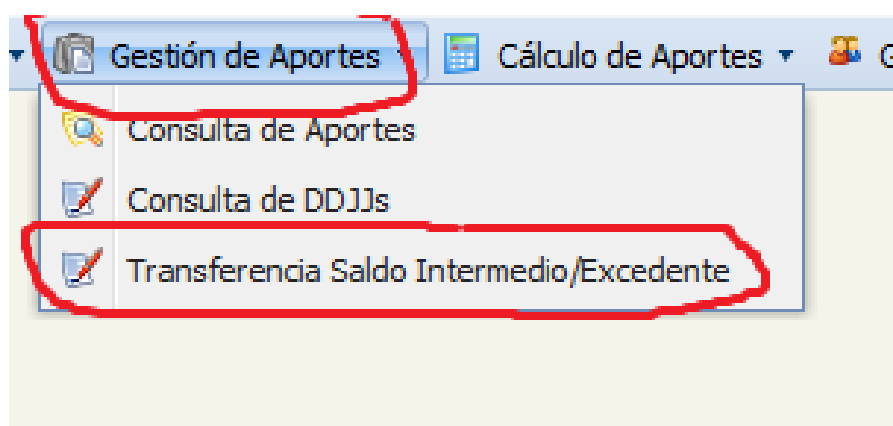 Gestión de Aportes Cálculo de Aportes G
Consulta de Aportes
Consulta de DDJJs
Transferencia Saldo Intermedio/Excedente